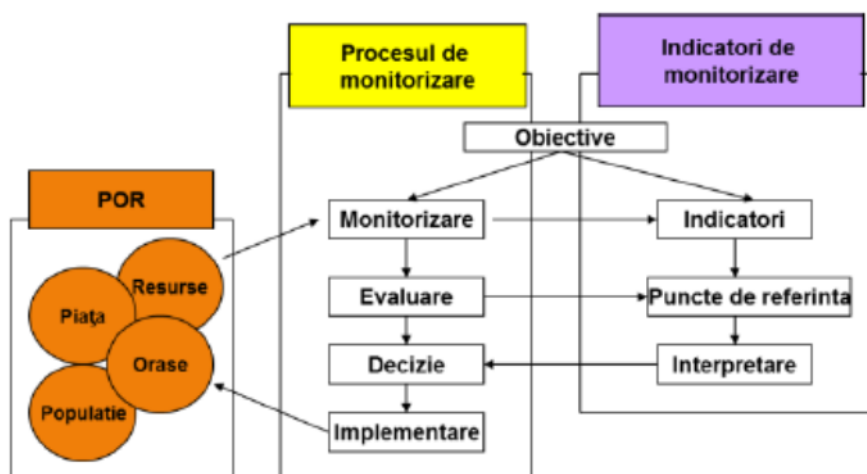 Procesul de
monitorizare
Indicatori de
monitorizare
Obiective
POR
Monitorizare
Indicatori
Resurse
Piaţa
Evaluare
Puncte de referinta
Orase
Decizie
Interpretare
Populatie
Implementare